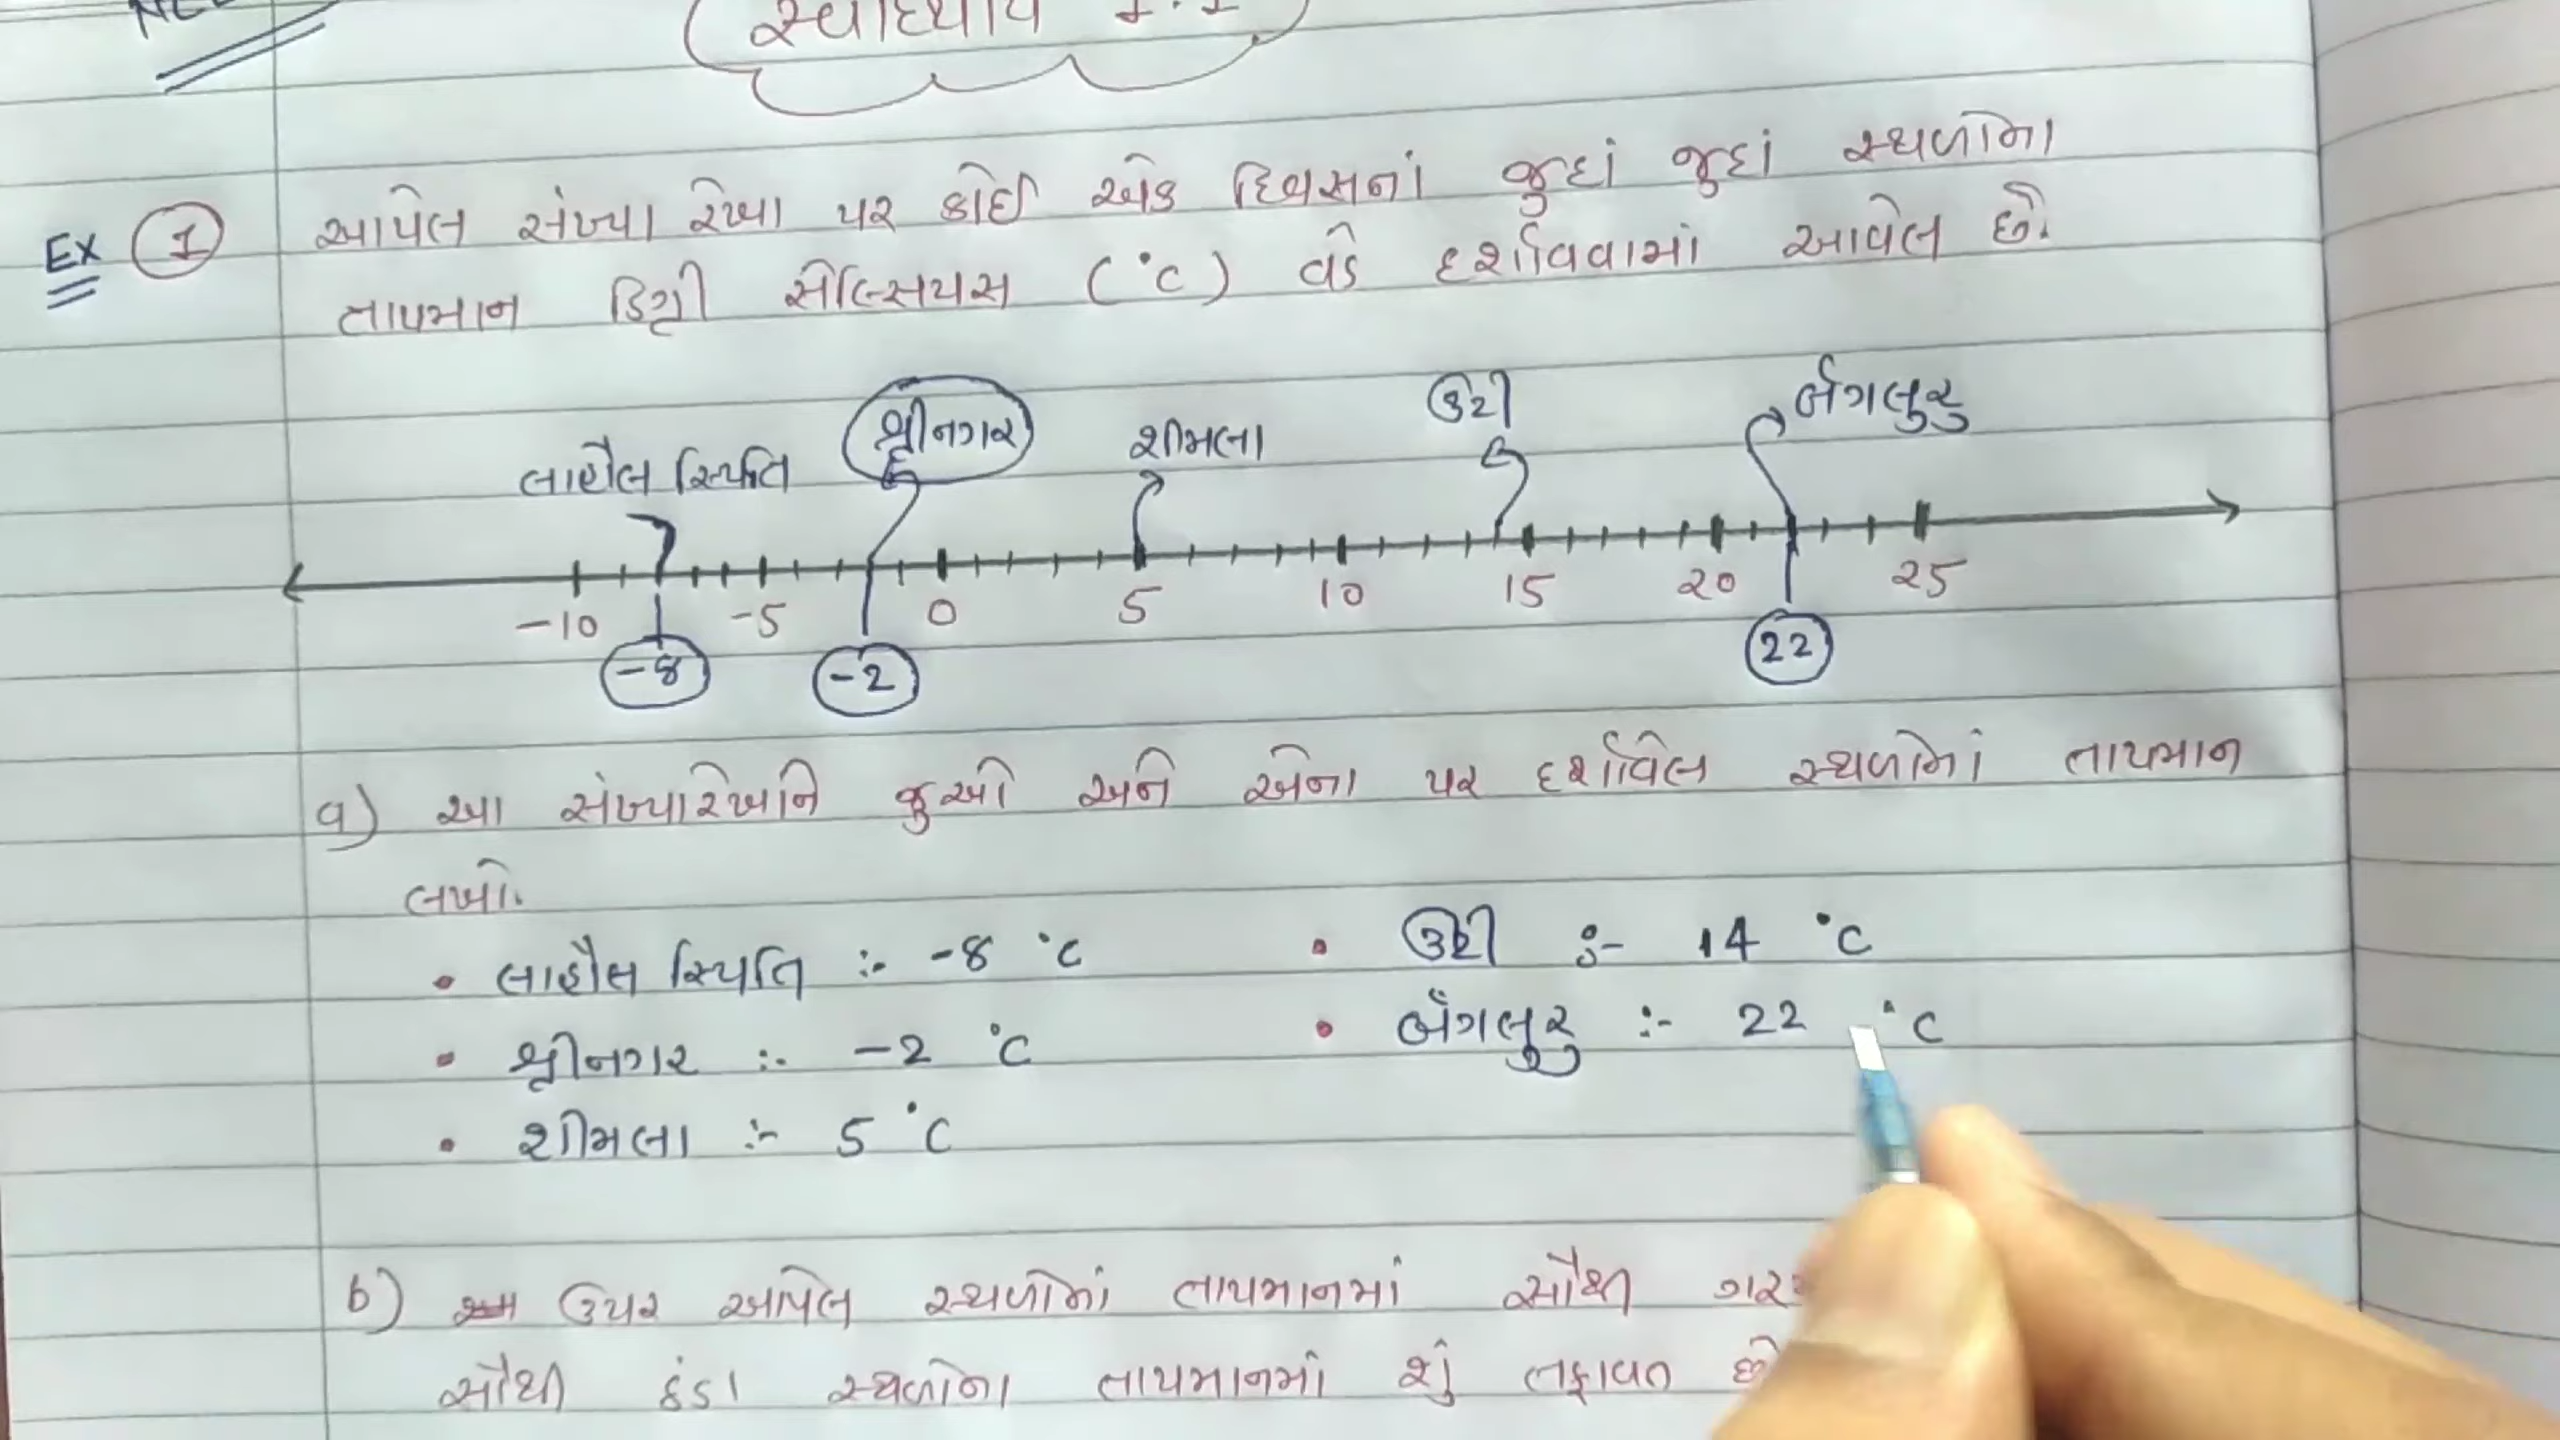 સ્વાધ્યાય 1.1
Ex 1 આપેલ સંખ્યા રેખા પર કોઈ એક દિવસનાં જુદાં જુદાં સ્થળોના
તાપમાન ડિગ્રી સેલ્સિયસ (°C) વડે દર્શાવવામાં આવેલ છે.
લાહૌલ સ્પિતિ શ્રીનગર શીમલા ઉટી બેંગલુરુ
-10 -5 0 5 10 15 20 25
-8 -2 22
a) આ સંખ્યારેખાને જુઓ અને એના પર દર્શાવેલ સ્થળોમાં તાપમાન
લખો.
• લાહૌલ સ્પિતિ :- -8 °C
• શ્રીનગર :- -2 °C
• શીમલા :- 5 °C
• ઉટી :- 14 °C
• બેંગલુરુ :- 22 °C
b) ઉપર આપેલ સ્થળોમાં તાપમાનમાં સૌથી
સૌથી ઠંડા સ્થળોના તાપમાનમાં શું તફાવત છે